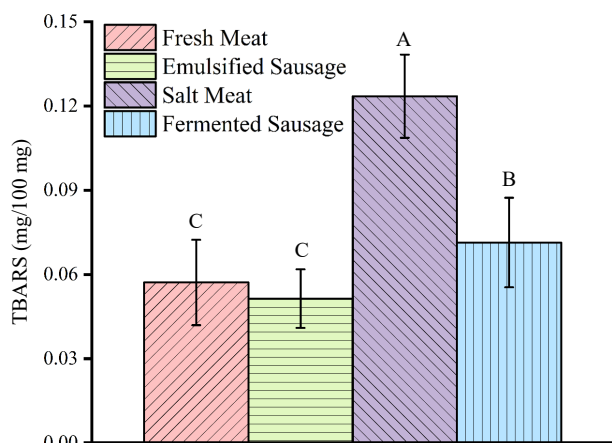 0.15
Fresh Meat
Emulsified Sausage
Salt Meat
Fermented Sausage
A
B
C
C
0.12
0.09
0.06
0.03
0.00
TBARS (mg/100 mg)